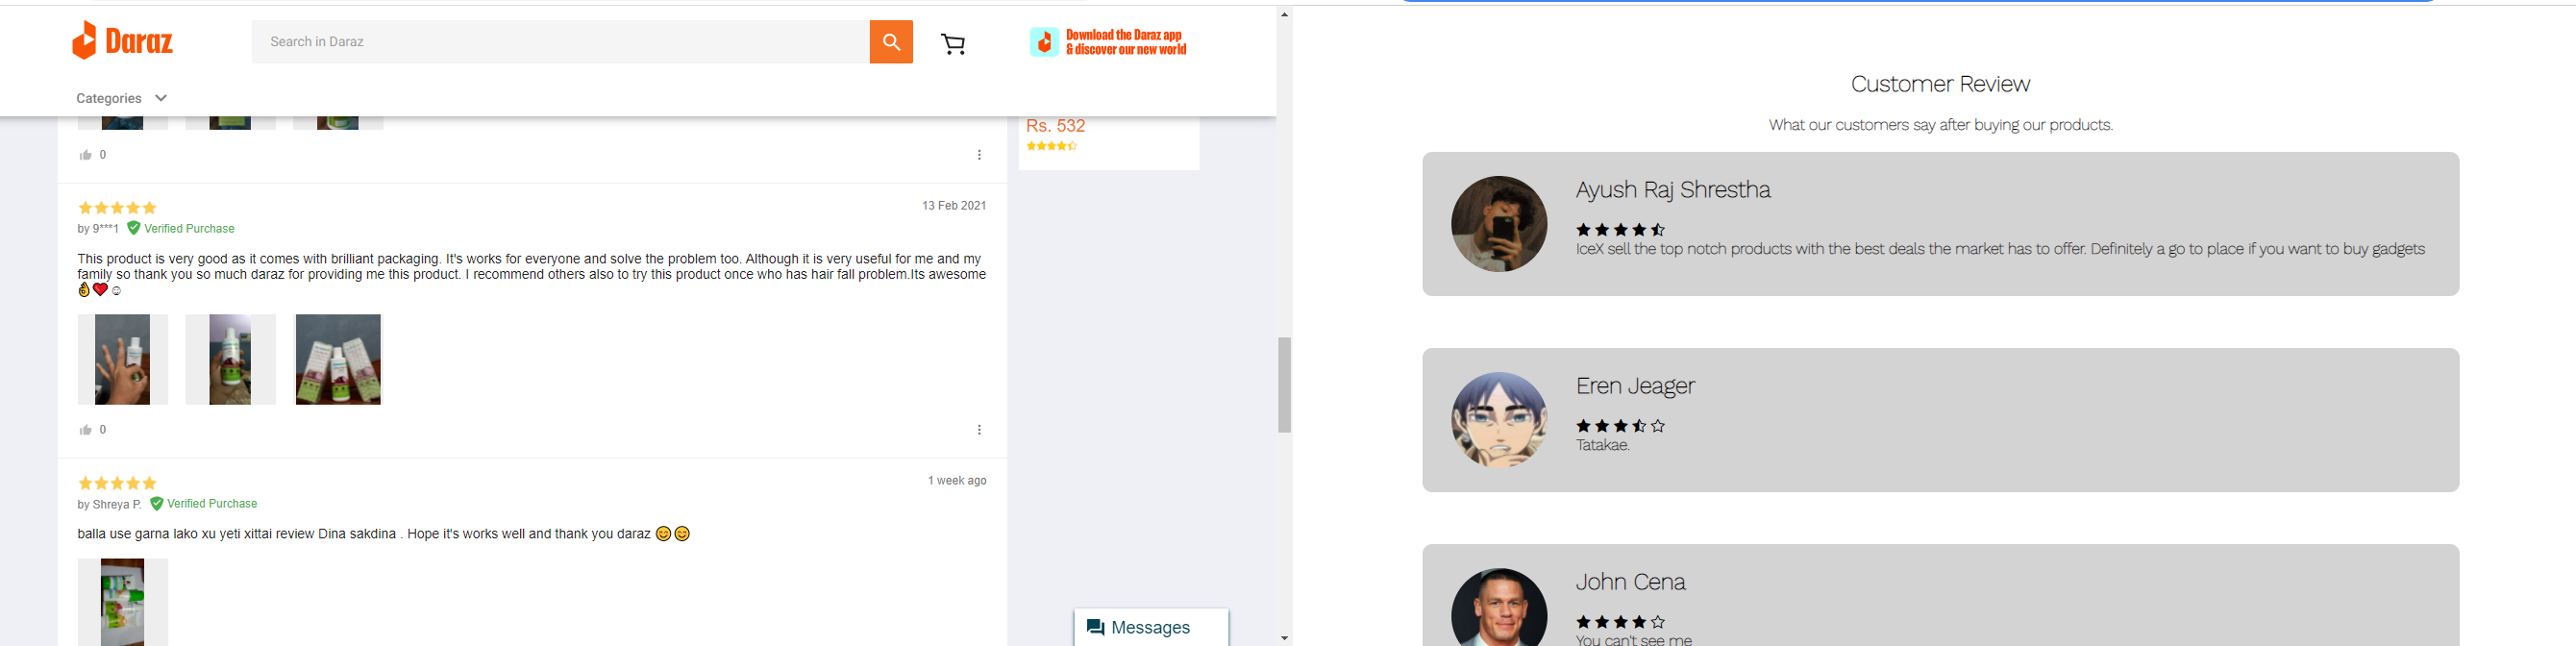 Daraz
Search in Daraz
Download the Daraz app
& discover our new world
Categories
Rs. 532
0
13 Feb 2021
by 9***1 Verified Purchase
This product is very good as it comes with brilliant packaging. It's works for everyone and solve the problem too. Although it is very useful for me and my
family so thank you so much daraz for providing me this product. I recommend others also to try this product once who has hair fall problem.Its awesome
👌❤️☺
0
1 week ago
by Shreya P. Verified Purchase
balla use garna lako xu yeti xittai review Dina sakdina . Hope it's works well and thank you daraz 😊😊
Messages
Customer Review
What our customers say after buying our products.
Ayush Raj Shrestha
IceX sell the top notch products with the best deals the market has to offer. Definitely a go to place if you want to buy gadgets
Eren Jeager
Tatakae.
John Cena
You can't see me